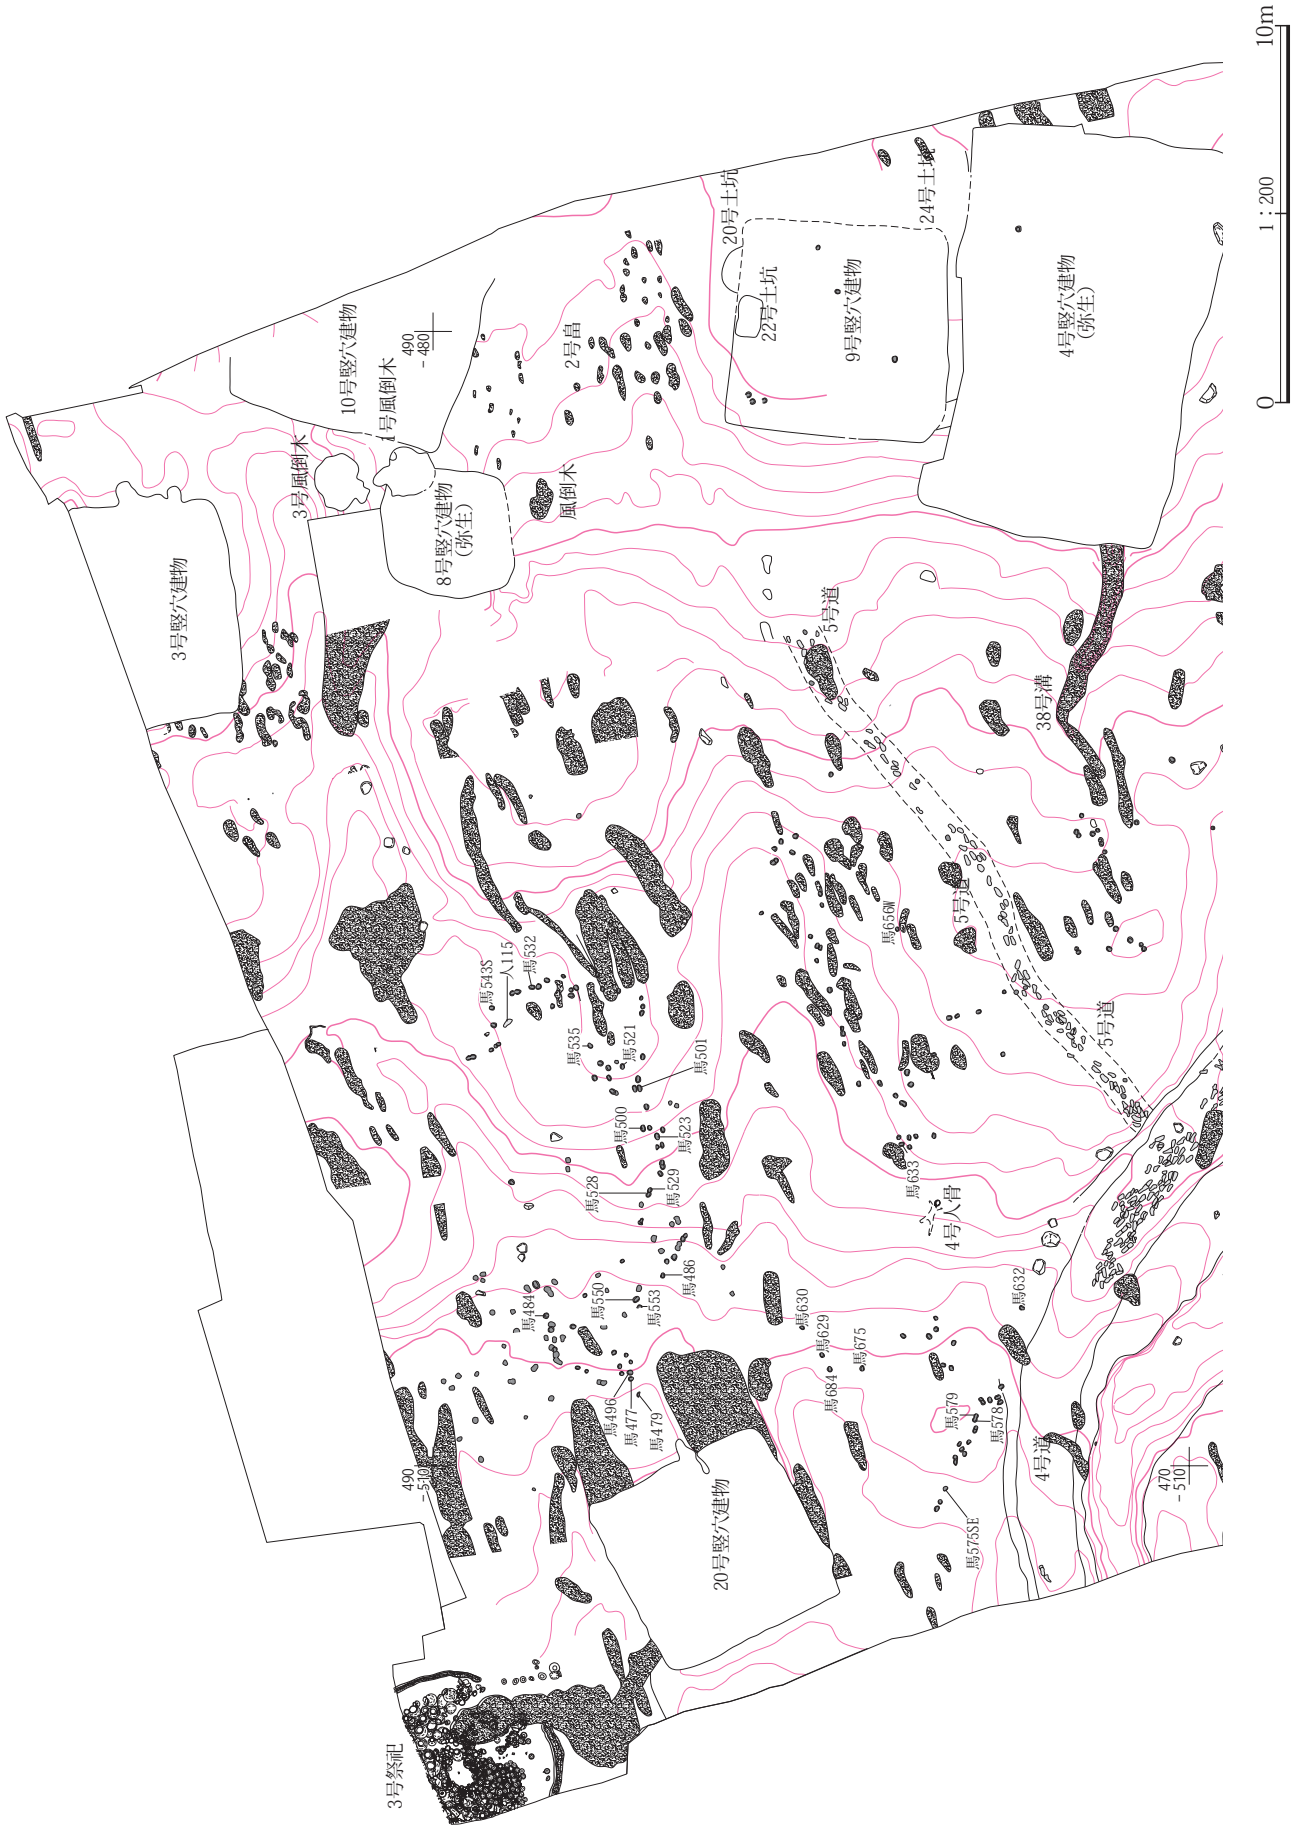 3号祭祀
20号竪穴建物
490
-510
馬496
馬477
馬479
馬484
馬550
馬553
馬486
馬528
馬529
馬500
馬523
馬501
馬521
馬535
馬543S
人115
馬532
3号竪穴建物
3号風倒木
1号風倒木
10号竪穴建物
490
-480
8号竪穴建物
(弥生)
風倒木
2号畠
20号土坑
22号土坑
9号竪穴建物
24号土坑
4号竪穴建物
(弥生)
5号道
38号溝
馬656W
5号道
5号道
馬633
4号人骨
馬632
馬630
馬629
馬675
馬684
馬579
馬578
馬575SE
4号道
470
-510
0
1:200
10m